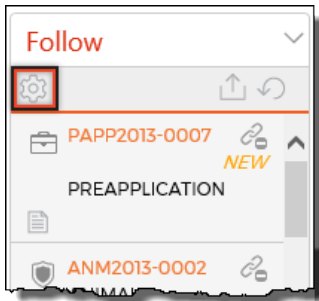 Follow
PAPP2013-0007
NEW
PREAPPLICATION
ANM2013-0002